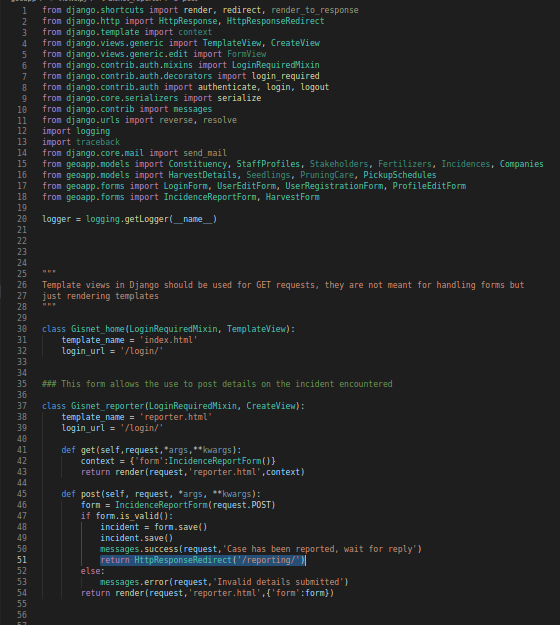 1 from django.shortcuts import render, redirect, render_to_response
2 from django.http import HttpResponse, HttpResponseRedirect
3 from django.template import context
4 from django.views.generic import TemplateView, CreateView
5 from django.views.generic.edit import FormView
6 from django.contrib.auth.mixins import LoginRequiredMixin
7 from django.contrib.auth.decorators import login_required
8 from django.contrib.auth import authenticate, login, logout
9 from django.core.serializers import serialize
10 from django.contrib import messages
11 from django.urls import reverse, resolve
12 import logging
13 import traceback
14 from django.core.mail import send_mail
15 from geoapp.models import Constituency, StaffProfiles, Stakeholders, Fertilizers, Incidences, Companies
16 from geoapp.models import HarvestDetails, Seedlings, PruningCare, PickupSchedules
17 from geoapp.forms import LoginForm, UserEditForm, UserRegistrationForm, ProfileEditForm
18 from geoapp.forms import IncidenceReportForm, HarvestForm
19
20 logger = logging.getLogger(__name__)
21
22
23
24
25 """
26 Template views in Django should be used for GET requests, they are not meant for handling forms but
27 just rendering templates
28 """
29
30 class Gisnet_home(LoginRequiredMixin, TemplateView):
31 template_name = 'index.html'
32 login_url = '/login/'
33
34
35 ### This form allows the use to post details on the incident encountered
36
37 class Gisnet_reporter(LoginRequiredMixin, CreateView):
38 template_name = 'reporter.html'
39 login_url = '/login/'
40
41 def get(self,request,*args,**kwargs):
42 context = {'form':IncidenceReportForm()}
43 return render(request,'reporter.html',context)
44
45 def post(self, request, *args, **kwargs):
46 form = IncidenceReportForm(request.POST)
47 if form.is_valid():
48 incident = form.save()
49 incident.save()
50 messages.success(request,'Case has been reported, wait for reply')
51 return HttpResponseRedirect('/reporting/')
52 else:
53 messages.error(request,'Invalid details submitted')
54 return render(request,'reporter.html',{'form':form})
55
56